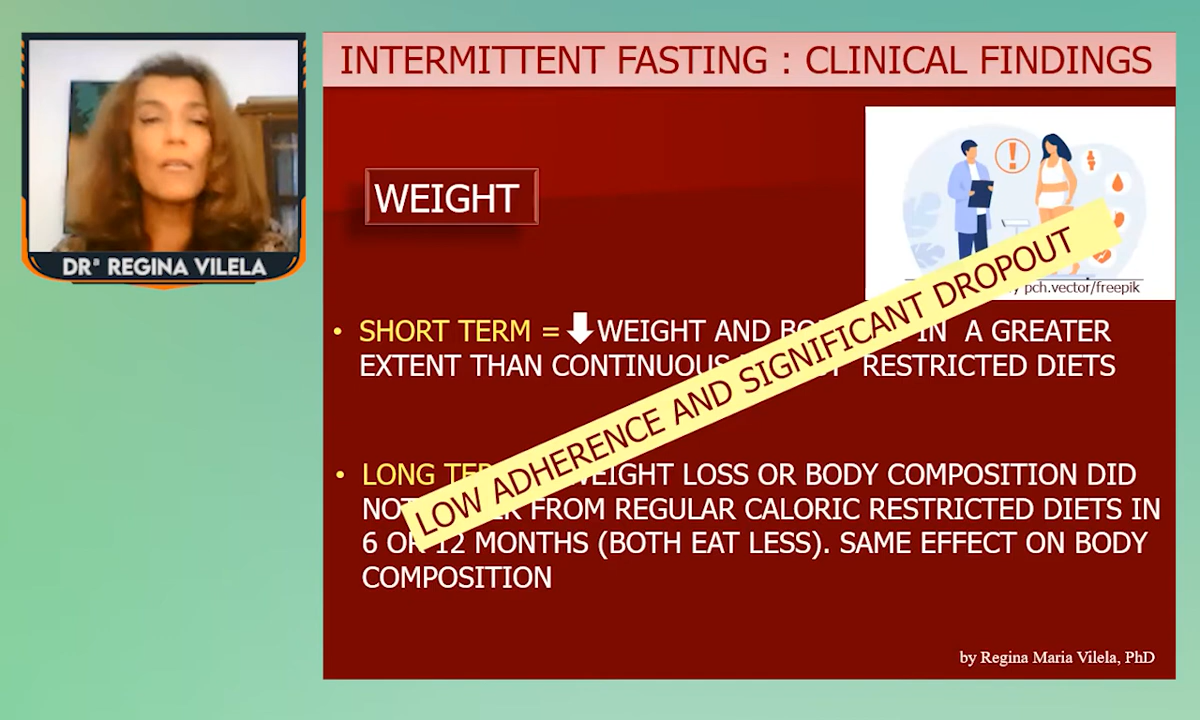 INTERMITTENT FASTING : CLINICAL FINDINGS
DRª REGINA VILELA
WEIGHT
pch.vector/freepik
LOW ADHERENCE AND SIGNIFICANT DROPOUT
• SHORT TERM = ⬇WEIGHT AND IN A GREATER
EXTENT THAN CONTINUOUS RESTRICTED DIETS
• LONG WEIGHT LOSS OR BODY COMPOSITION DID
FROM REGULAR CALORIC RESTRICTED DIETS IN
6 OR 12 MONTHS (BOTH EAT LESS). SAME EFFECT ON BODY
COMPOSITION
by Regina Maria Vilela, PhD